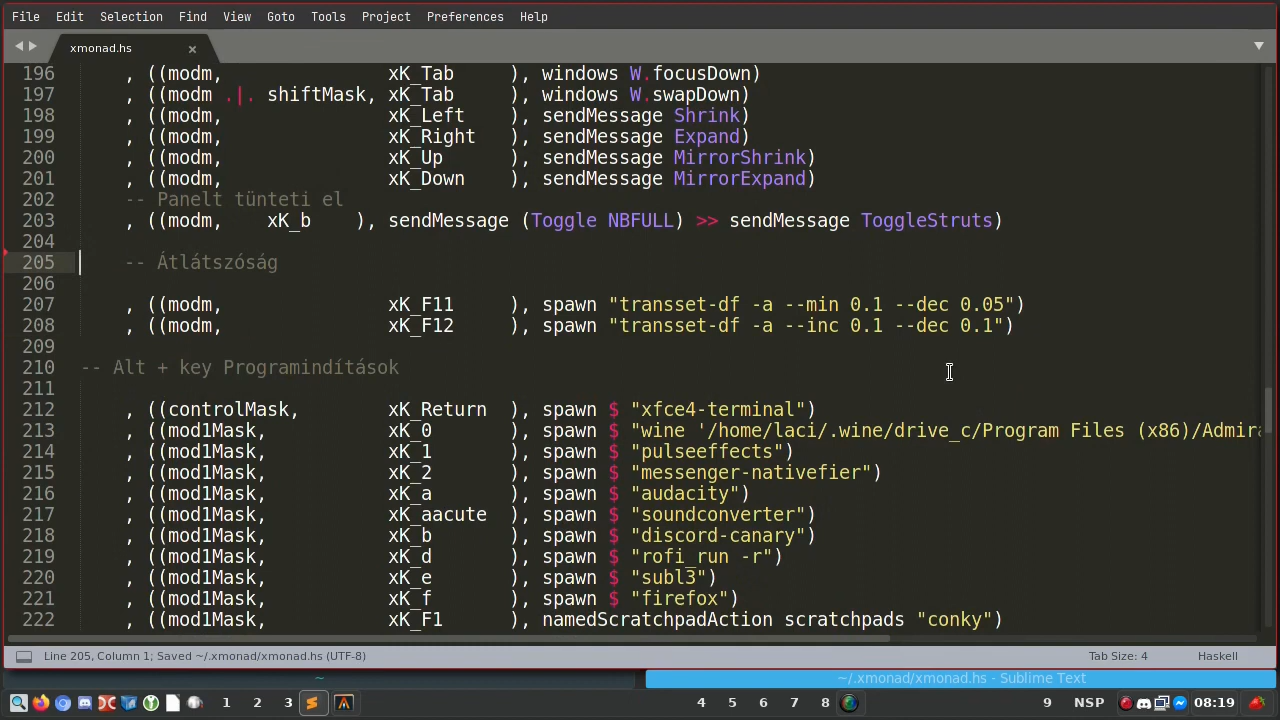 File Edit Selection Find View Goto Tools Project Preferences Help
xmonad.hs ×
196 , ((modm, xK_Tab ), windows W.focusDown)
197 , ((modm .|. shiftMask, xK_Tab ), windows W.swapDown)
198 , ((modm, xK_Left ), sendMessage Shrink)
199 , ((modm, xK_Right ), sendMessage Expand)
200 , ((modm, xK_Up ), sendMessage MirrorShrink)
201 , ((modm, xK_Down ), sendMessage MirrorExpand)
202 -- Panelt tünteti el
203 , ((modm, xK_b ), sendMessage (Toggle NBFULL) >> sendMessage ToggleStruts)
204
205 -- Átlátszóság
206
207 , ((modm, xK_F11 ), spawn "transset-df -a --min 0.1 --dec 0.05")
208 , ((modm, xK_F12 ), spawn "transset-df -a --inc 0.1 --dec 0.1")
209
210 -- Alt + key Programindítások
211
212 , ((controlMask, xK_Return ), spawn $ "xfce4-terminal")
213 , ((mod1Mask, xK_0 ), spawn $ "wine '/home/laci/.wine/drive_c/Program Files (x86)/Admira
214 , ((mod1Mask, xK_1 ), spawn $ "pulseeffects")
215 , ((mod1Mask, xK_2 ), spawn $ "messenger-nativefier")
216 , ((mod1Mask, xK_a ), spawn $ "audacity")
217 , ((mod1Mask, xK_aacute ), spawn $ "soundconverter")
218 , ((mod1Mask, xK_b ), spawn $ "discord-canary")
219 , ((mod1Mask, xK_d ), spawn $ "rofi_run -r")
220 , ((mod1Mask, xK_e ), spawn $ "subl3")
221 , ((mod1Mask, xK_f ), spawn $ "firefox")
222 , ((mod1Mask, xK_F1 ), namedScratchpadAction scratchpads "conky")
Line 205, Column 1; Saved ~/.xmonad/xmonad.hs (UTF-8) Tab Size: 4 Haskell
~ ~/.xmonad/xmonad.hs - Sublime Text
1 2 3 4 5 6 7 8 9 NSP 08:19